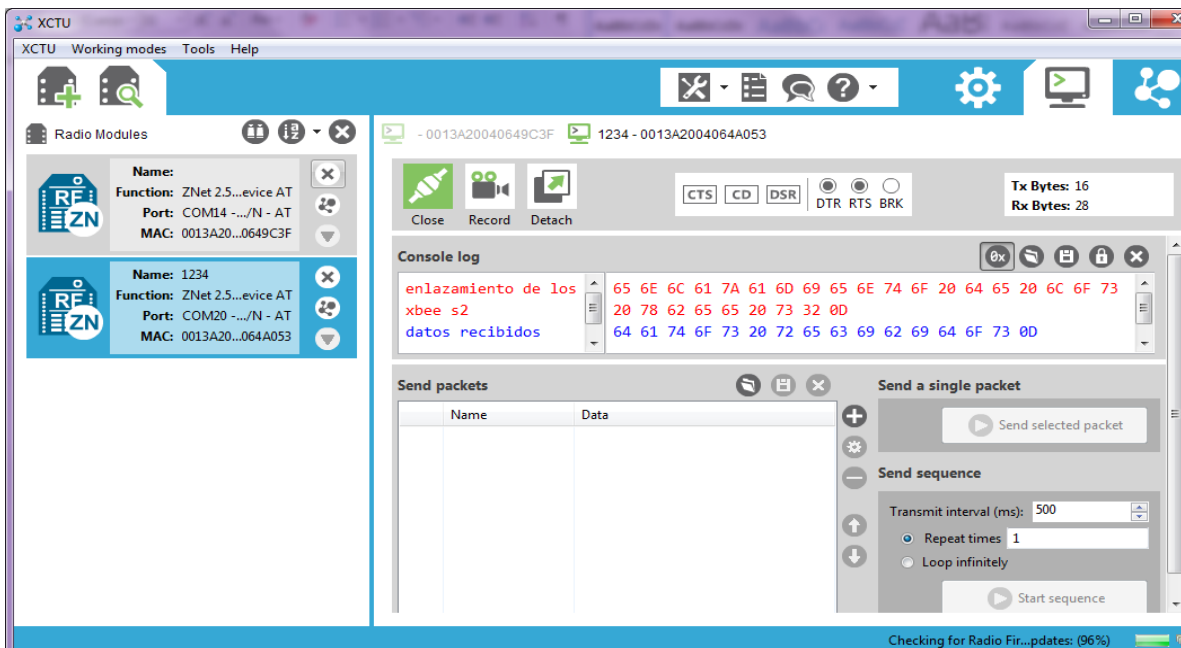 XCTU
XCTU Working modes Tools Help
Radio Modules
Name:
Function: ZNet 2.5...evice AT
Port: COM14 -.../N - AT
MAC: 0013A20...0649C3F
RF
ZN
Name: 1234
Function: ZNet 2.5...evice AT
Port: COM20 -.../N - AT
MAC: 0013A20...064A053
RF
ZN
- 0013A20040649C3F 1234 - 0013A2004064A053
Close Record Detach
CTS CD DSR DTR RTS BRK
Tx Bytes: 16
Rx Bytes: 28
Console log
0x
enlazamiento de los 65 6E 6C 61 7A 61 6D 69 65 6E 74 6F 20 64 65 20 6C 6F 73
xbee s2 20 78 62 65 65 20 73 32 0D
datos recibidos 64 61 74 6F 73 20 72 65 63 69 62 69 64 6F 73 0D
Send packets
Name Data
Send a single packet
Send selected packet
Send sequence
Transmit interval (ms): 500
Repeat times 1
Loop infinitely
Start sequence
Checking for Radio Fir...pdates: (96%)